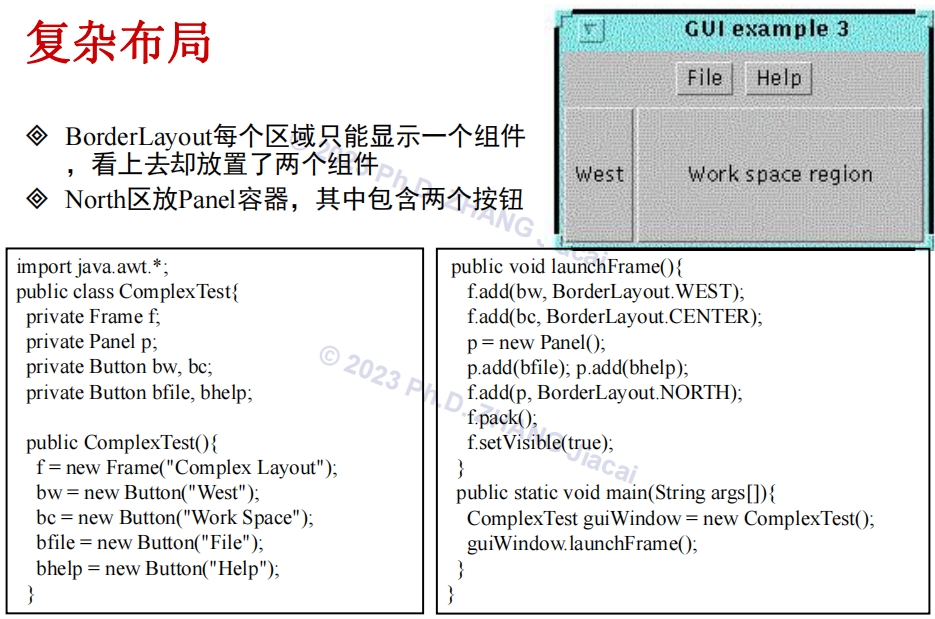 复杂布局
BorderLayout每个区域只能显示一个组件
，看上去却放置了两个组件
North区放Panel容器，其中包含两个按钮
GUI example 3
File Help
West Work space region
import java.awt.*;
public class ComplexTest{
private Frame f;
private Panel p;
private Button bw, bc;
private Button bfile, bhelp;
public ComplexTest(){
f = new Frame("Complex Layout");
bw = new Button("West");
bc = new Button("Work Space");
bfile = new Button("File");
bhelp = new Button("Help");
}
public void launchFrame(){
f.add(bw, BorderLayout.WEST);
f.add(bc, BorderLayout.CENTER);
p = new Panel();
p.add(bfile); p.add(bhelp);
f.add(p, BorderLayout.NORTH);
f.pack();
f.setVisible(true);
}
public static void main(String args[]){
ComplexTest guiWindow = new ComplexTest();
guiWindow.launchFrame();
}
}
© 2023 Ph.D. ZHANG Jiacai
© 2023 Ph.D. ZHANG Jiacai